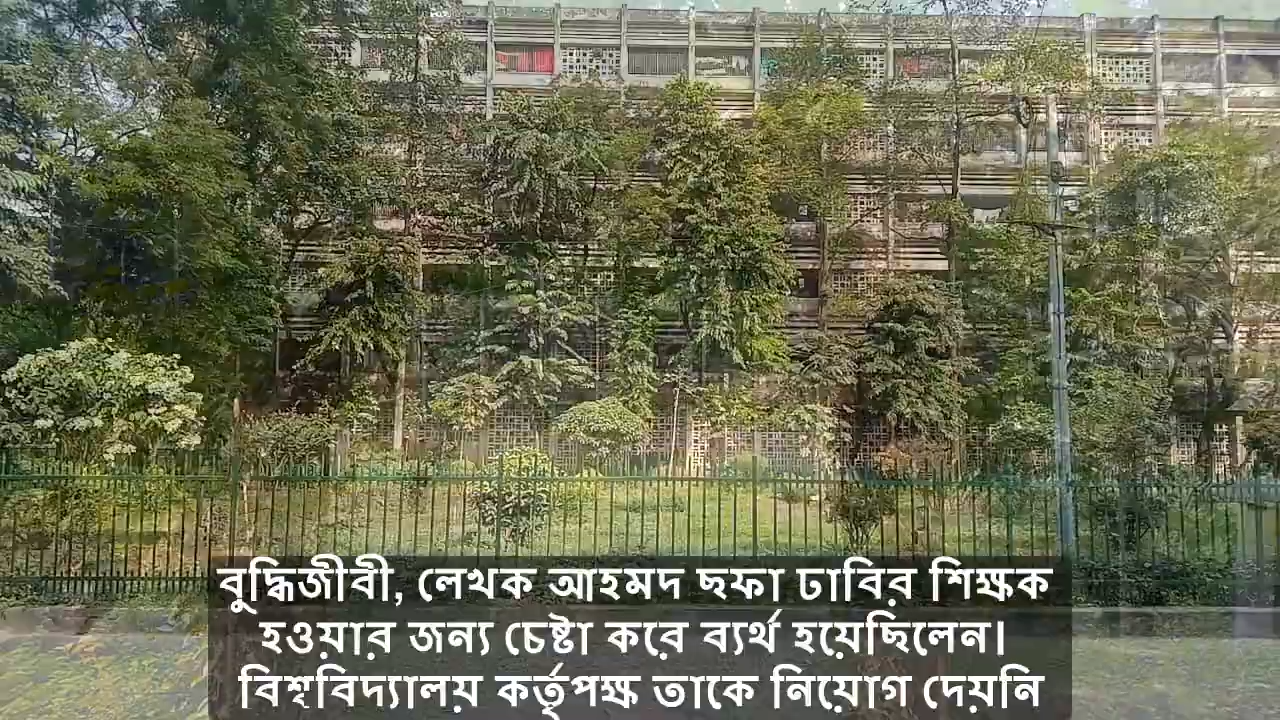 বুদ্ধিজীবী, লেখক আহমদ ছফা ঢাবির শিক্ষক
হওয়ার জন্য চেষ্টা করে ব্যর্থ হয়েছিলেন।
বিশ্ববিদ্যালয় কর্তৃপক্ষ তাকে নিয়োগ দেয়নি